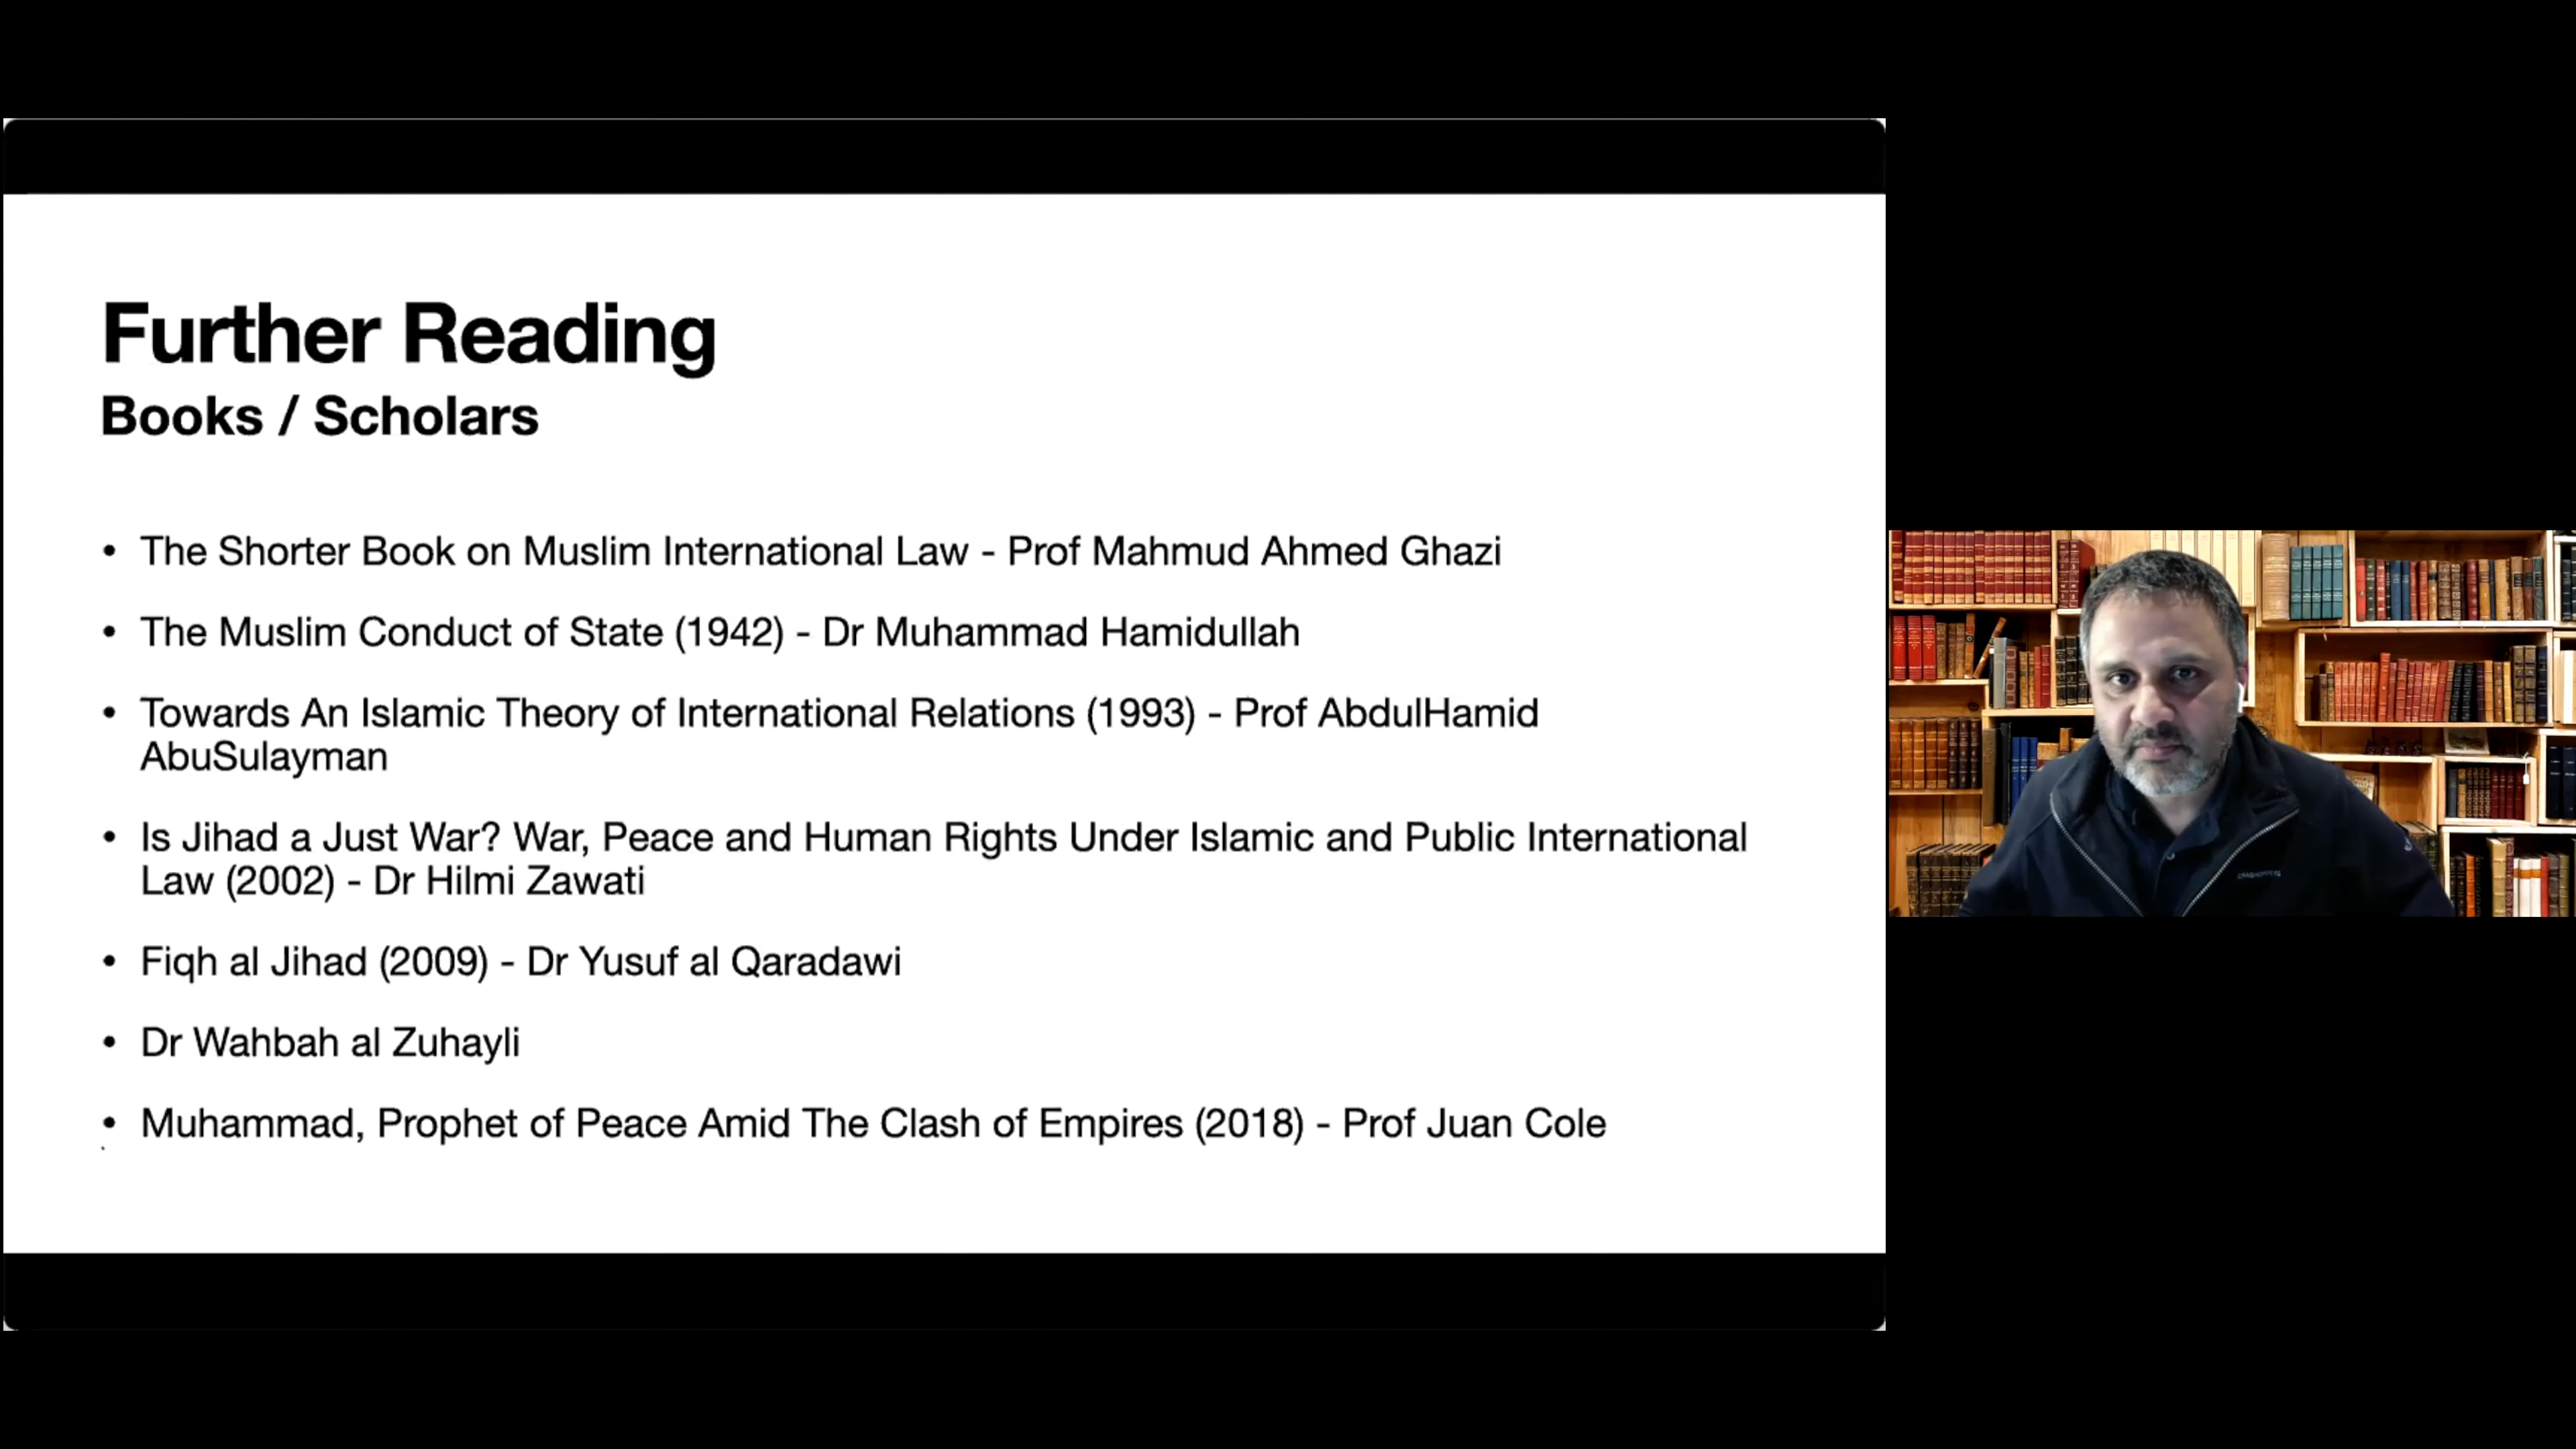 Further Reading
Books / Scholars
• The Shorter Book on Muslim International Law - Prof Mahmud Ahmed Ghazi
• The Muslim Conduct of State (1942) - Dr Muhammad Hamidullah
• Towards An Islamic Theory of International Relations (1993) - Prof AbdulHamid
AbuSulayman
• Is Jihad a Just War? War, Peace and Human Rights Under Islamic and Public International
Law (2002) - Dr Hilmi Zawati
• Fiqh al Jihad (2009) - Dr Yusuf al Qaradawi
• Dr Wahbah al Zuhayli
• Muhammad, Prophet of Peace Amid The Clash of Empires (2018) - Prof Juan Cole